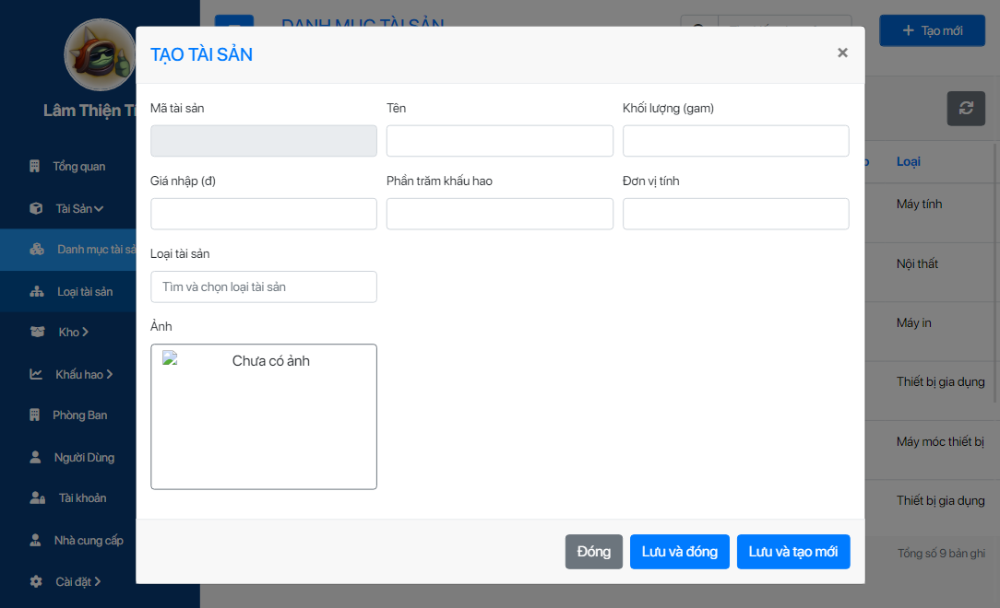 DANH MỤC TÀI SẢN
Tạo mới
TẠO TÀI SẢN
×
Lâm Thiện
Mã tài sản
Tên
Khối lượng (gam)
Giá nhập (đ)
Phần trăm khấu hao
Đơn vị tính
Loại tài sản
Tìm và chọn loại tài sản
Ảnh
Chưa có ảnh
Đóng
Lưu và đóng
Lưu và tạo mới
Tổng quan
Tài Sản
Danh mục tài
Loại tài sản
Kho
Khấu hao
Phòng Ban
Người Dùng
Tài khoản
Nhà cung cấp
Cài đặt
Loại
Máy tính
Nội thất
Máy in
Thiết bị gia dụng
Máy móc thiết bị
Thiết bị gia dụng
Tổng số 9 bản ghi